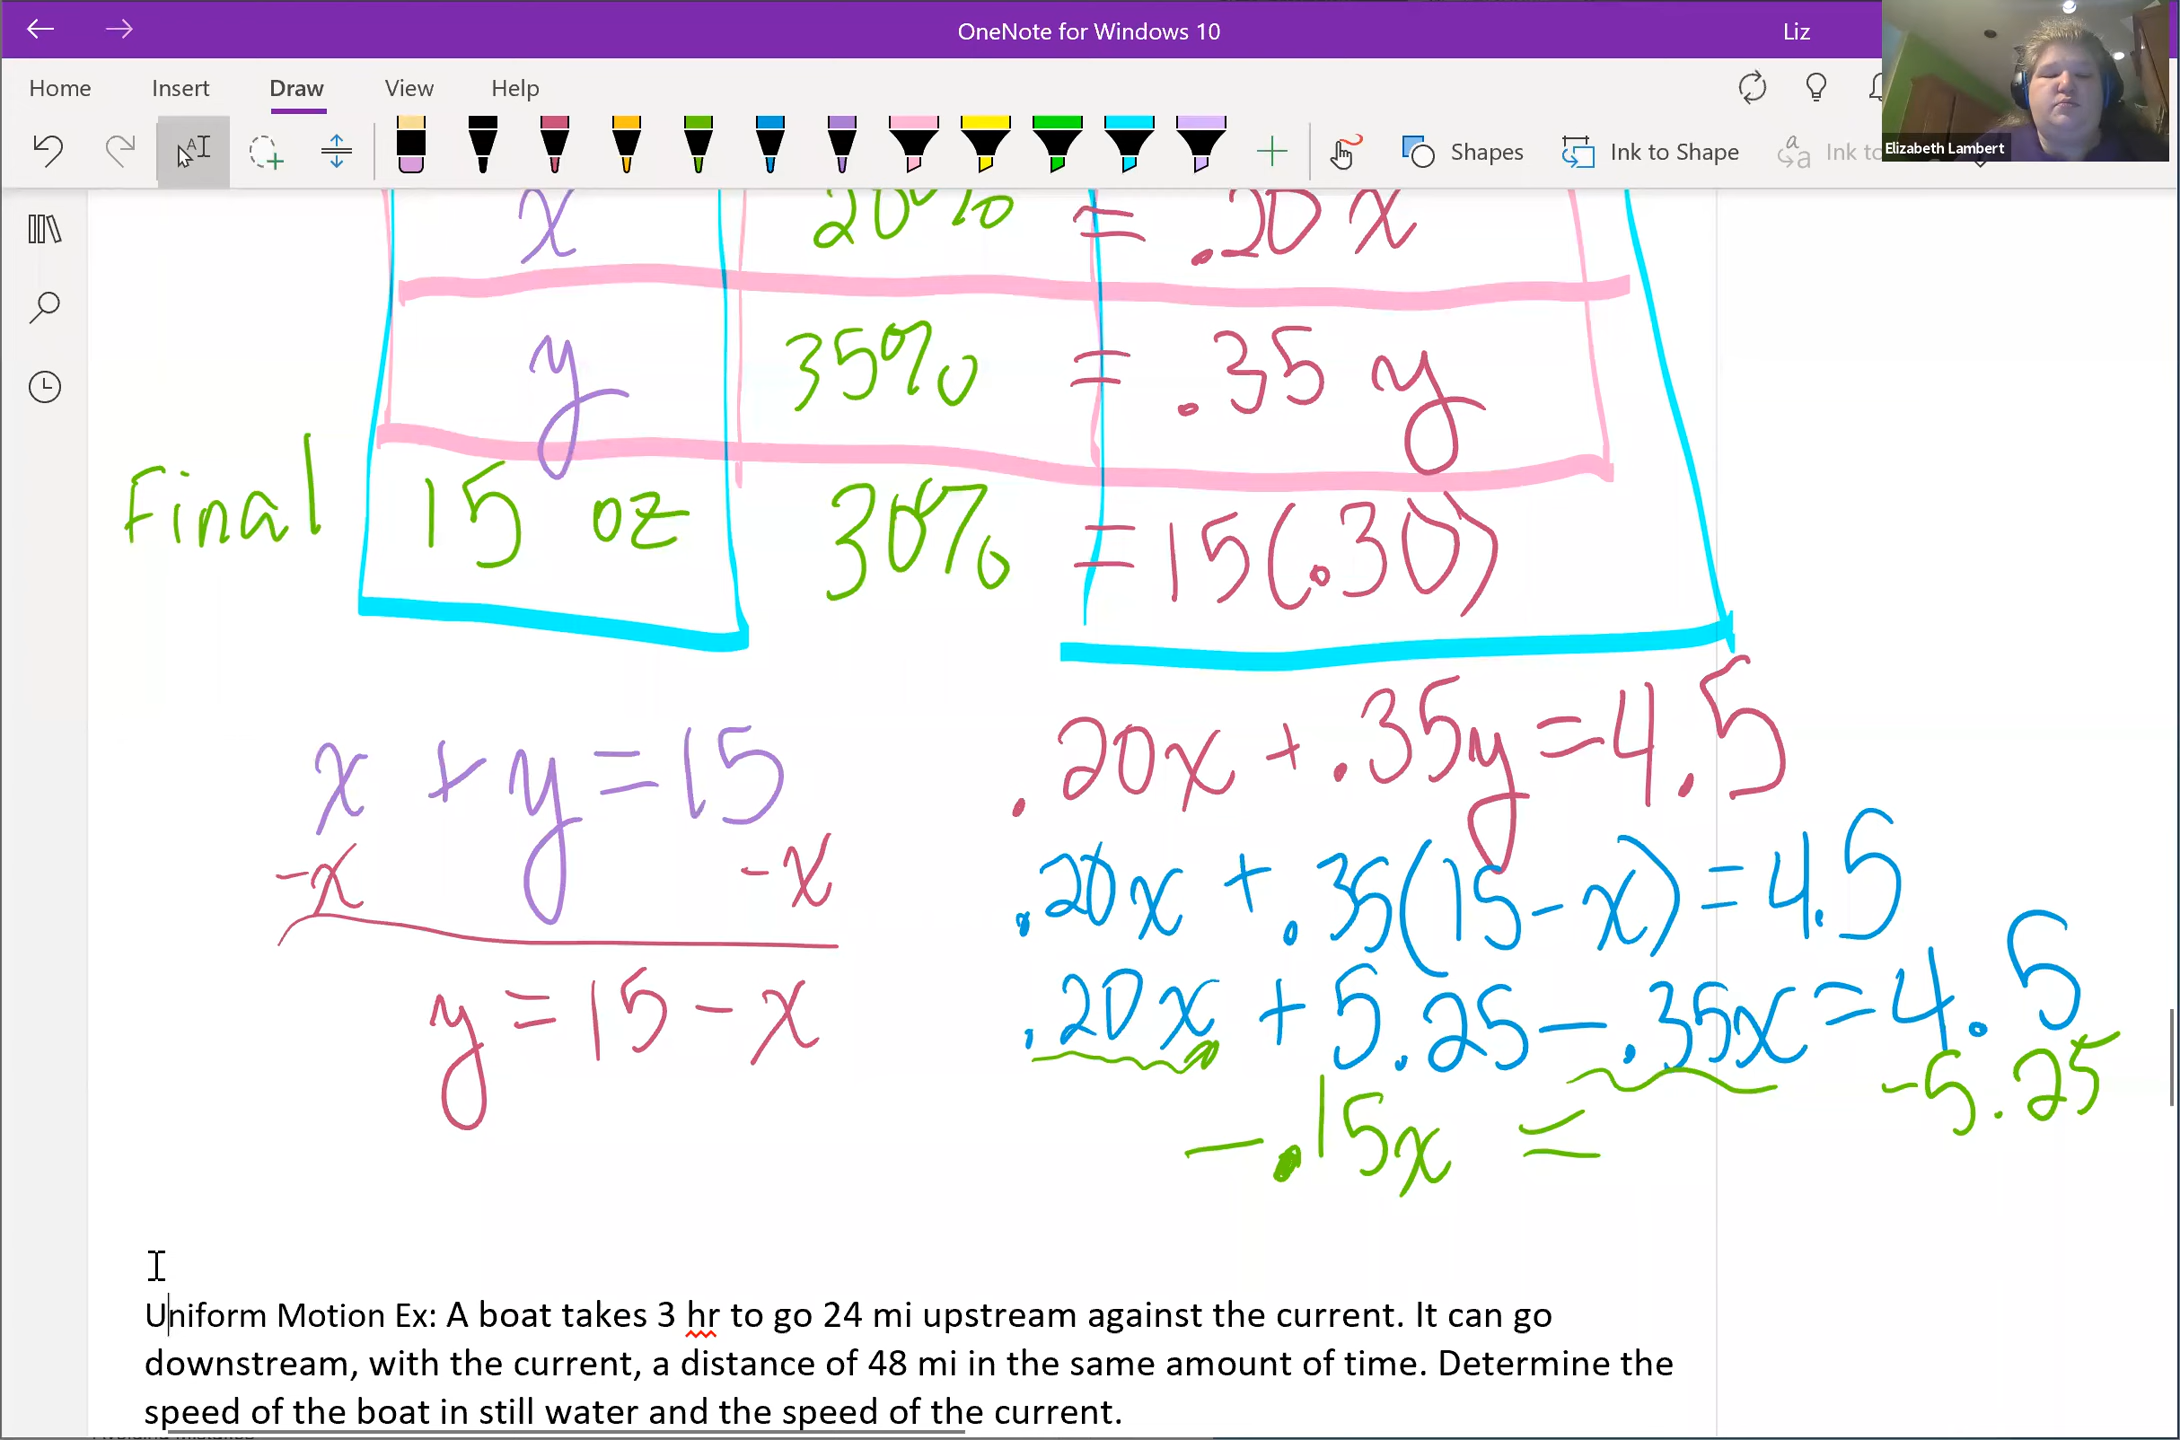 OneNote for Windows 10
Liz
Home Insert Draw View Help
Shapes Ink to Shape Ink to
Elizabeth Lambert
x 20% = .20x
y 35% = .35 y
Final 15 oz 30% = 15(.30)
x + y = 15
-x -x
y = 15 - x
.20x + .35y = 4.5
.20x + .35(15 - x) = 4.5
.20x + 5.25 - .35x = 4.5
-5.25
-.15x =
Uniform Motion Ex: A boat takes 3 hr to go 24 mi upstream against the current. It can go
downstream, with the current, a distance of 48 mi in the same amount of time. Determine the
speed of the boat in still water and the speed of the current.